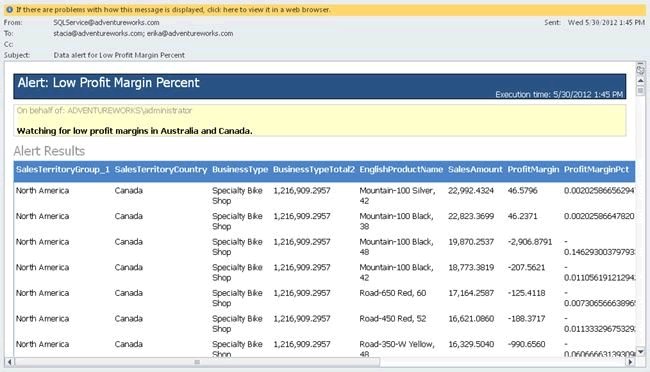 If there are problems with how this message is displayed, click here to view it in a web browser.
From: SQLService@adventureworks.com Sent: Wed 5/30/2012 1:45 PM
To: stacia@adventureworks.com; erika@adventureworks.com
Cc:
Subject: Data alert for Low Profit Margin Percent
Alert: Low Profit Margin Percent
Execution time: 5/30/2012 1:45 PM
On behalf of: ADVENTUREWORKS\administrator
Watching for low profit margins in Australia and Canada.
Alert Results
SalesTerritoryGroup_1 SalesTerritoryCountry BusinessType BusinessTypeTotal2 EnglishProductName SalesAmount ProfitMargin ProfitMarginPct
North America Canada Specialty Bike 1,216,909.2957 Mountain-100 Silver, 22,992.4324 46.5796 0.00202586656294
Shop 42
North America Canada Specialty Bike 1,216,909.2957 Mountain-100 Black, 22,823.3699 46.2371 0.00202586647820
Shop 38
North America Canada Specialty Bike 1,216,909.2957 Mountain-100 Black, 19,870.2537 -2,906.8791 -
Shop 48 0.146293003797933
North America Canada Specialty Bike 1,216,909.2957 Mountain-100 Black, 18,773.3819 -207.5621 -
Shop 42 0.01105619121294
North America Canada Specialty Bike 1,216,909.2957 Road-650 Red, 60 17,164.2587 -125.4118 -
Shop 0.00730656663896
North America Canada Specialty Bike 1,216,909.2957 Road-450 Red, 52 16,621.0860 -188.3717 -
Shop 0.01133329675329
North America Canada Specialty Bike 1,216,909.2957 Road-350-W Yellow, 16,329.5040 -990.6560 -
Shop 48